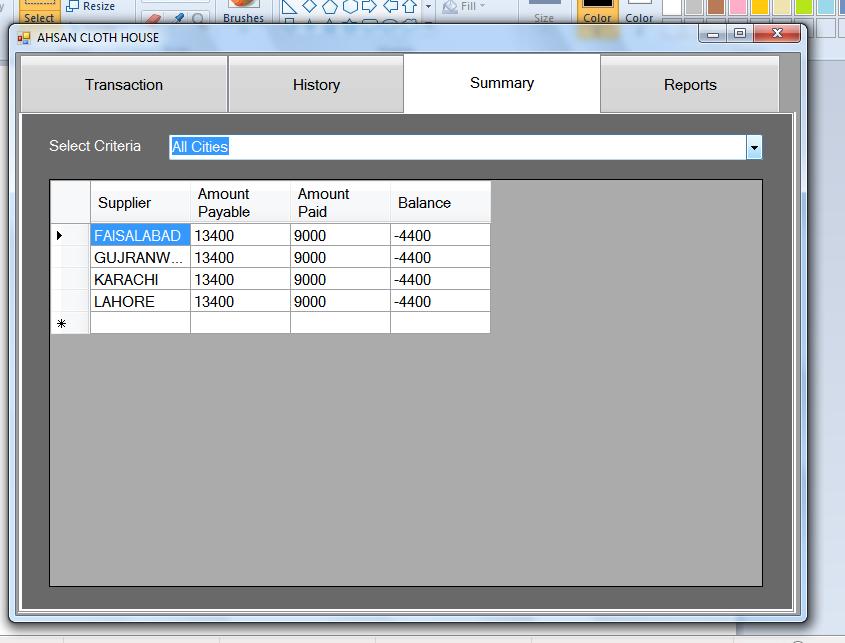 Select
Resize
Brushes
Fill
Size
Color
Color
AHSAN CLOTH HOUSE
Transaction
History
Summary
Reports
Select Criteria
All Cities
Supplier
Amount
Payable
Amount
Paid
Balance
FAISALABAD 13400 9000 -4400
GUJRANW... 13400 9000 -4400
KARACHI 13400 9000 -4400
LAHORE 13400 9000 -4400